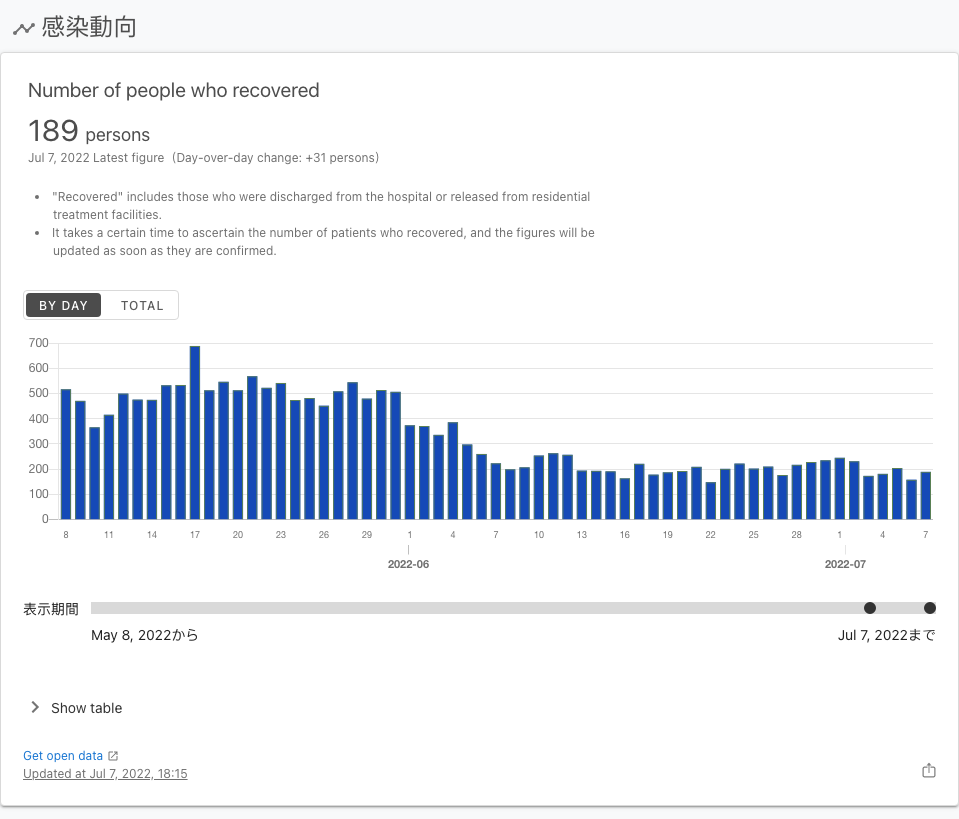 感染動向
Number of people who recovered
189 persons
Jul 7, 2022 Latest figure (Day-over-day change: +31 persons)
• "Recovered" includes those who were discharged from the hospital or released from residential
treatment facilities.
• It takes a certain time to ascertain the number of patients who recovered, and the figures will be
updated as soon as they are confirmed.
BY DAY TOTAL
700
600
500
400
300
200
100
0
8 11 14 17 20 23 26 29 1 4 7 10 13 16 19 22 25 28 1 4 7
2022-06 2022-07
表示期間
May 8, 2022から Jul 7, 2022まで
Show table
Get open data
Updated at Jul 7, 2022, 18:15